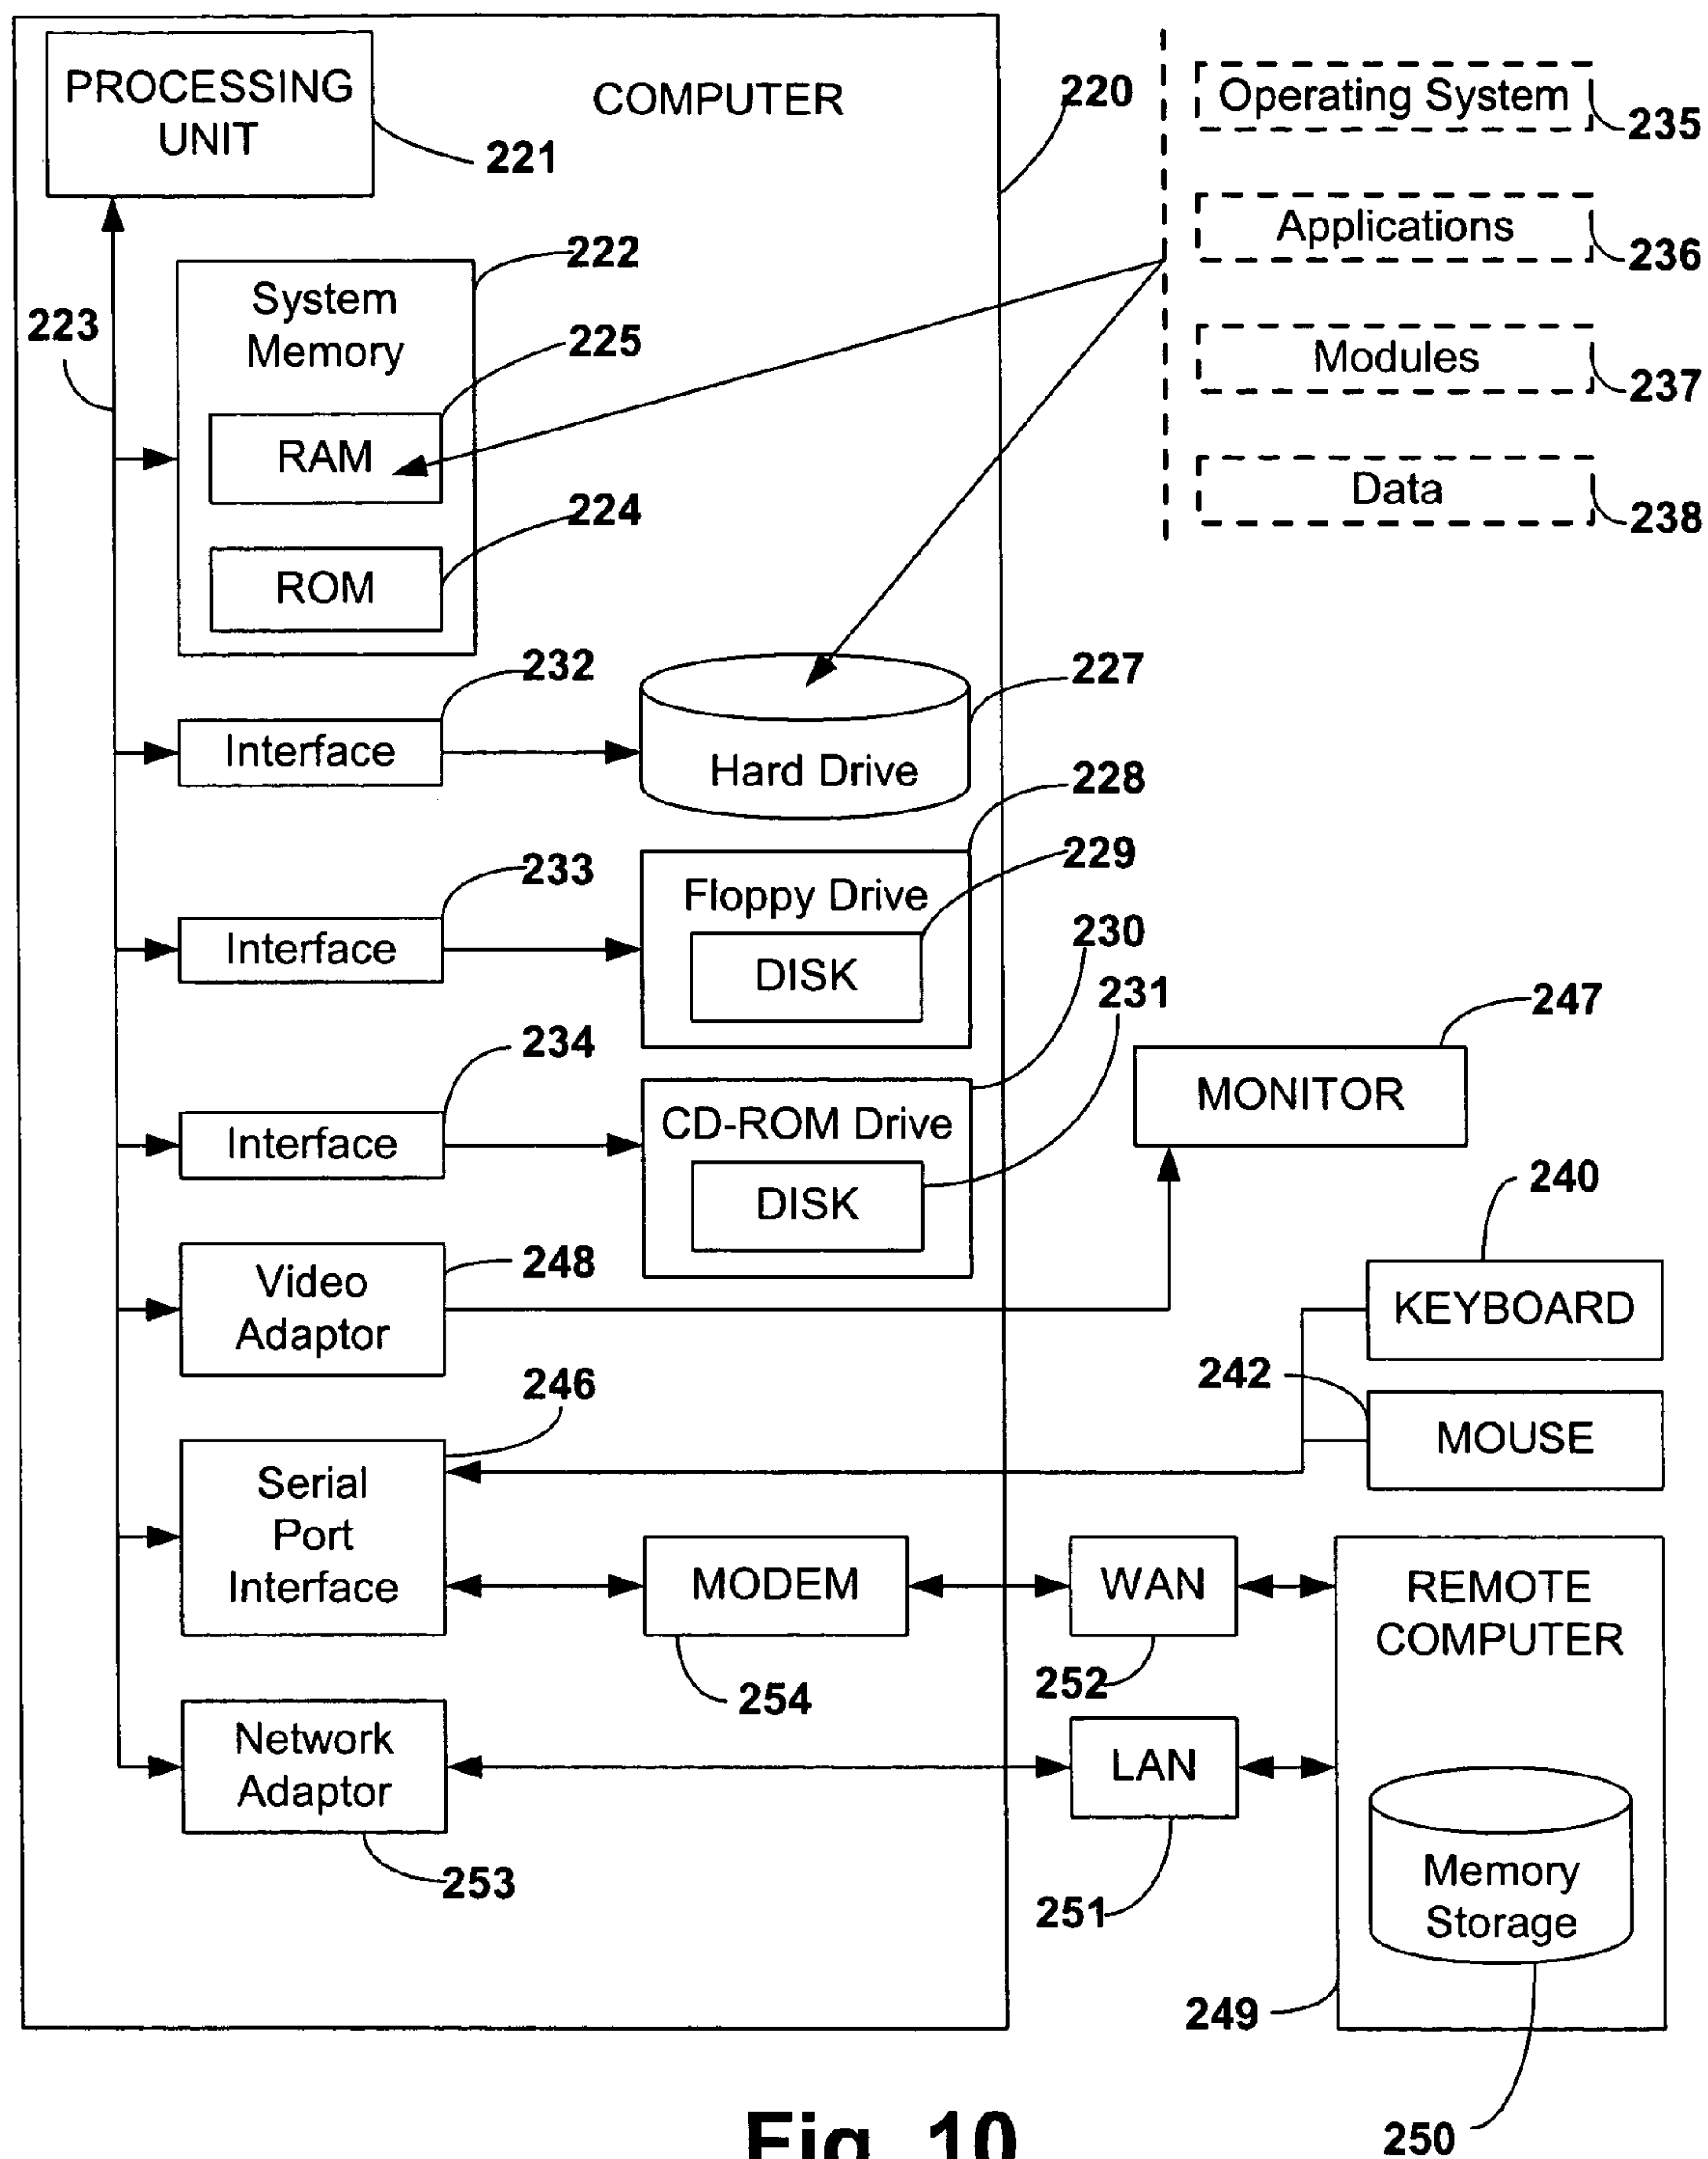 PROCESSING
UNIT
COMPUTER
220
Operating System
235
221
Applications
236
222
System
Memory
223
225
Modules
237
RAM
Data
238
224
ROM
232
227
Interface
Hard Drive
228
229
233
Floppy Drive
Interface
230
DISK
231
247
234
MONITOR
CD-ROM Drive
Interface
240
DISK
248
Video
Adaptor
KEYBOARD
242
246
MOUSE
Serial
Port
Interface
MODEM
WAN
REMOTE
COMPUTER
252
254
Network
Adaptor
LAN
Memory
Storage
253
251
249
250
Fig. 10